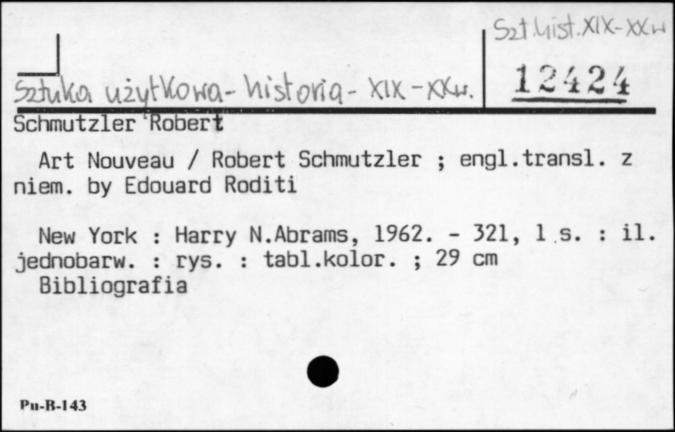 Szt.hist.XIX-XXw
Sztuka użytkowa - historia - XIX - XXw.
12424
Schmutzler Robert
Art Nouveau / Robert Schmutzler ; engl.transl. z
niem. by Edouard Roditi
New York : Harry N.Abrams, 1962. - 321, 1 s. : il.
jednobarw. : rys. : tabl.kolor. ; 29 cm
Bibliografia
Pu-B-143